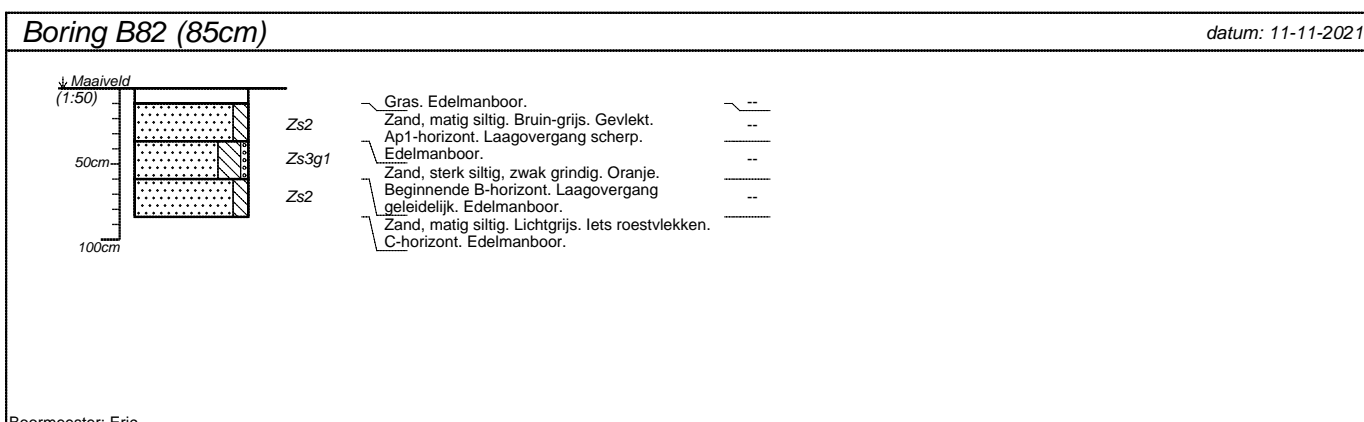 Boring B82 (85cm)
datum: 11-11-2021
Maaiveld
(1:50)
50cm
100cm
Zs2
Zs3g1
Zs2
Gras. Edelmanboor.
Zand, matig siltig. Bruin-grijs. Gevlekt.
Ap1-horizont. Laagovergang scherp.
Edelmanboor.
Zand, sterk siltig, zwak grindig. Oranje.
Beginnende B-horizont. Laagovergang
geleidelijk. Edelmanboor.
Zand, matig siltig. Lichtgrijs. Iets roestvlekken.
C-horizont. Edelmanboor.
--
--
--
--